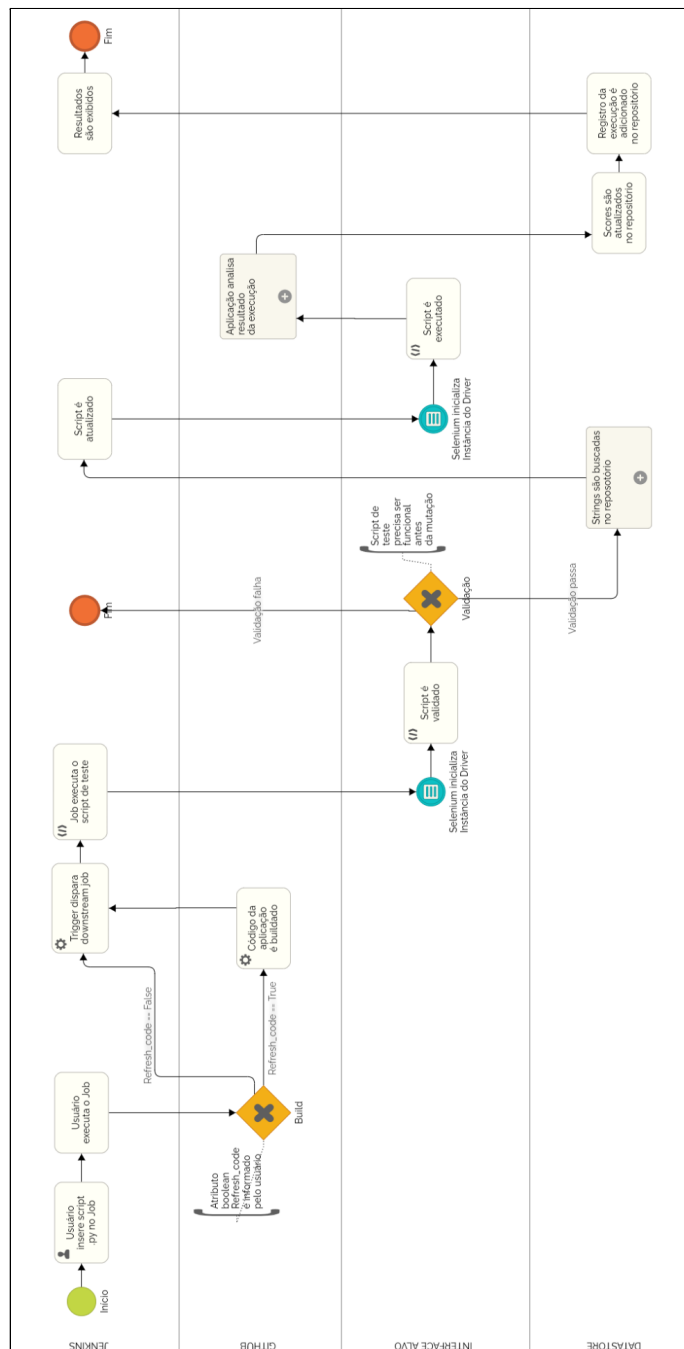 JENKINS
Início
Usuário
insere script
.py no Job
Usuário
executa o Job
Trigger dispara
downstream job
Job executa o
script de teste
Fim
Script é
atualizado
Resultados
são exibidos
Fim
GITHUB
Atributo
boolean
Refresh_code
é informado
pelo usuário
Build
Refresh_code == False
Refresh_code == True
Código da
aplicação
é buildado
Validação falha
Aplicação analisa
resultado
da execução
INTERFACE ALVO
Selenium inicializa
Instância do Driver
Script é
validado
Validação
Script de
teste
precisa ser
funcional
antes
da mutação
Selenium inicializa
Instância do Driver
Script é
executado
DATASTORE
Validação passa
Strings são buscadas
no reposotório
Scores são
atualizados
no repositório
Registro da
execução é
adicionado
no repositório